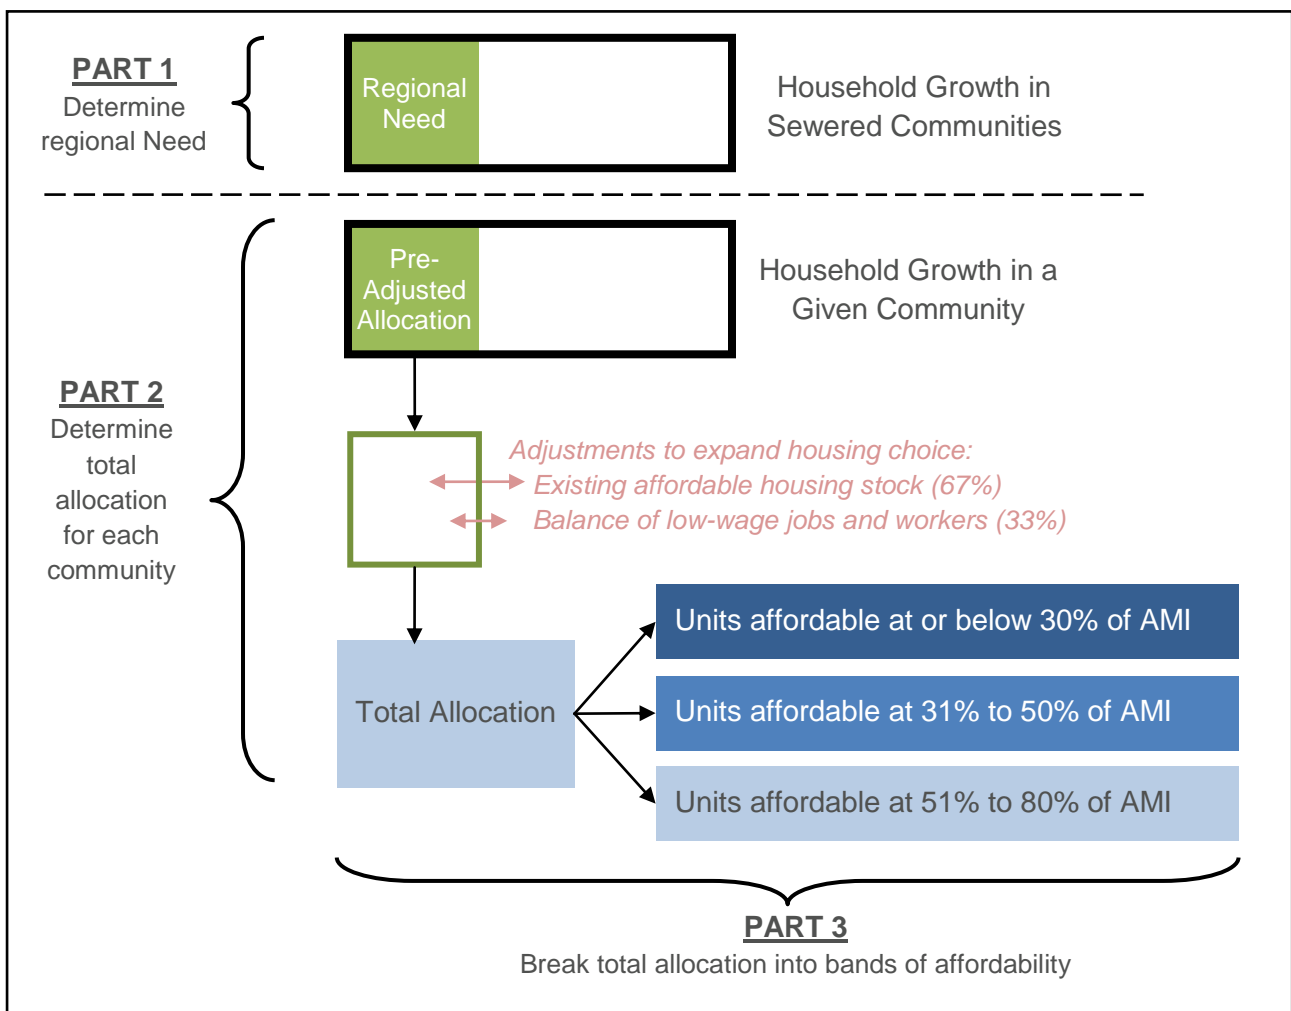 PART 1
Determine
regional Need
Regional
Need
Household Growth in
Sewered Communities
Pre-
Adjusted
Allocation
Household Growth in a
Given Community
PART 2
Determine
total
allocation
for each
community
Adjustments to expand housing choice:
Existing affordable housing stock (67%)
Balance of low-wage jobs and workers (33%)
Total Allocation
Units affordable at or below 30% of AMI
Units affordable at 31% to 50% of AMI
Units affordable at 51% to 80% of AMI
PART 3
Break total allocation into bands of affordability